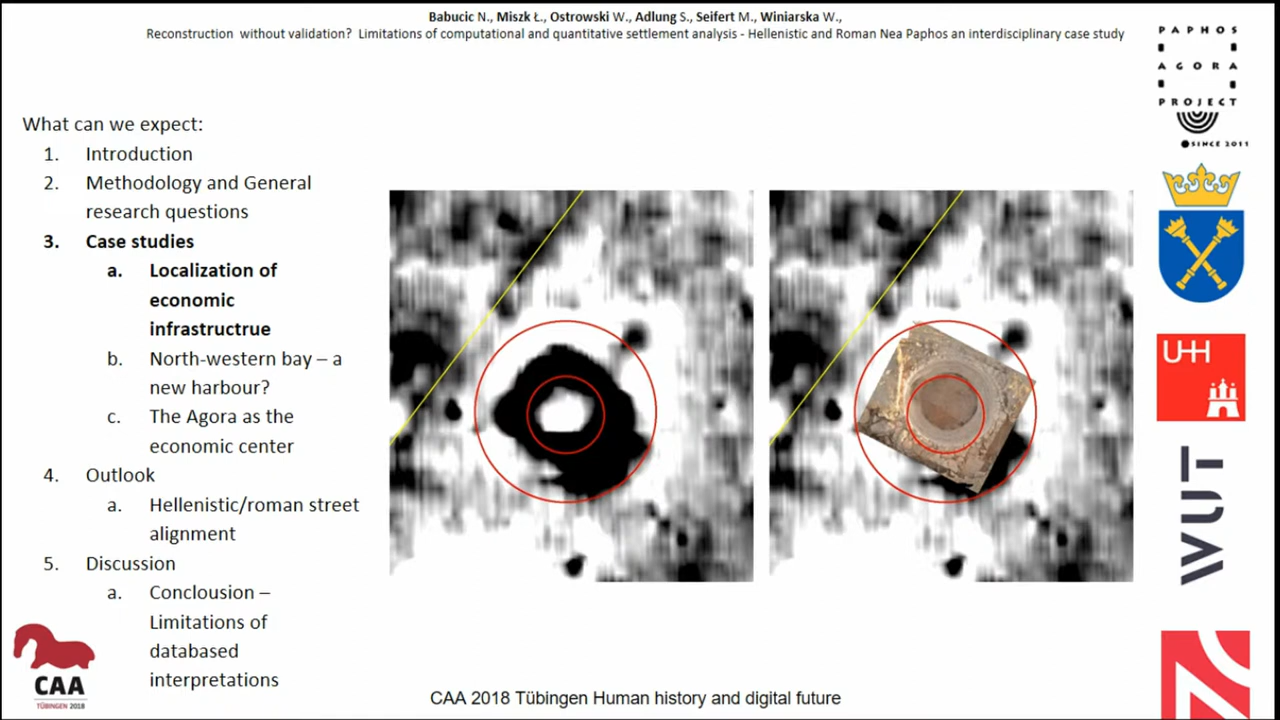 Babucic N., Miszk Ł., Ostrowski W., Adlung S., Seifert M., Winiarska W.,
Reconstruction without validation? Limitations of computational and quantitative settlement analysis - Hellenistic and Roman Nea Paphos an interdisciplinary case study
What can we expect:
1. Introduction
2. Methodology and General
research questions
3. Case studies
a. Localization of
economic
infrastructrue
b. North-western bay – a
new harbour?
c. The Agora as the
economic center
4. Outlook
a. Hellenistic/roman street
alignment
5. Discussion
a. Conclousion –
Limitations of
databased
interpretations
CAA
TÜBINGEN 2018
CAA 2018 Tübingen Human history and digital future
PAPHOS
AGORA
PROJECT
SINCE 2011
UHH
WUT